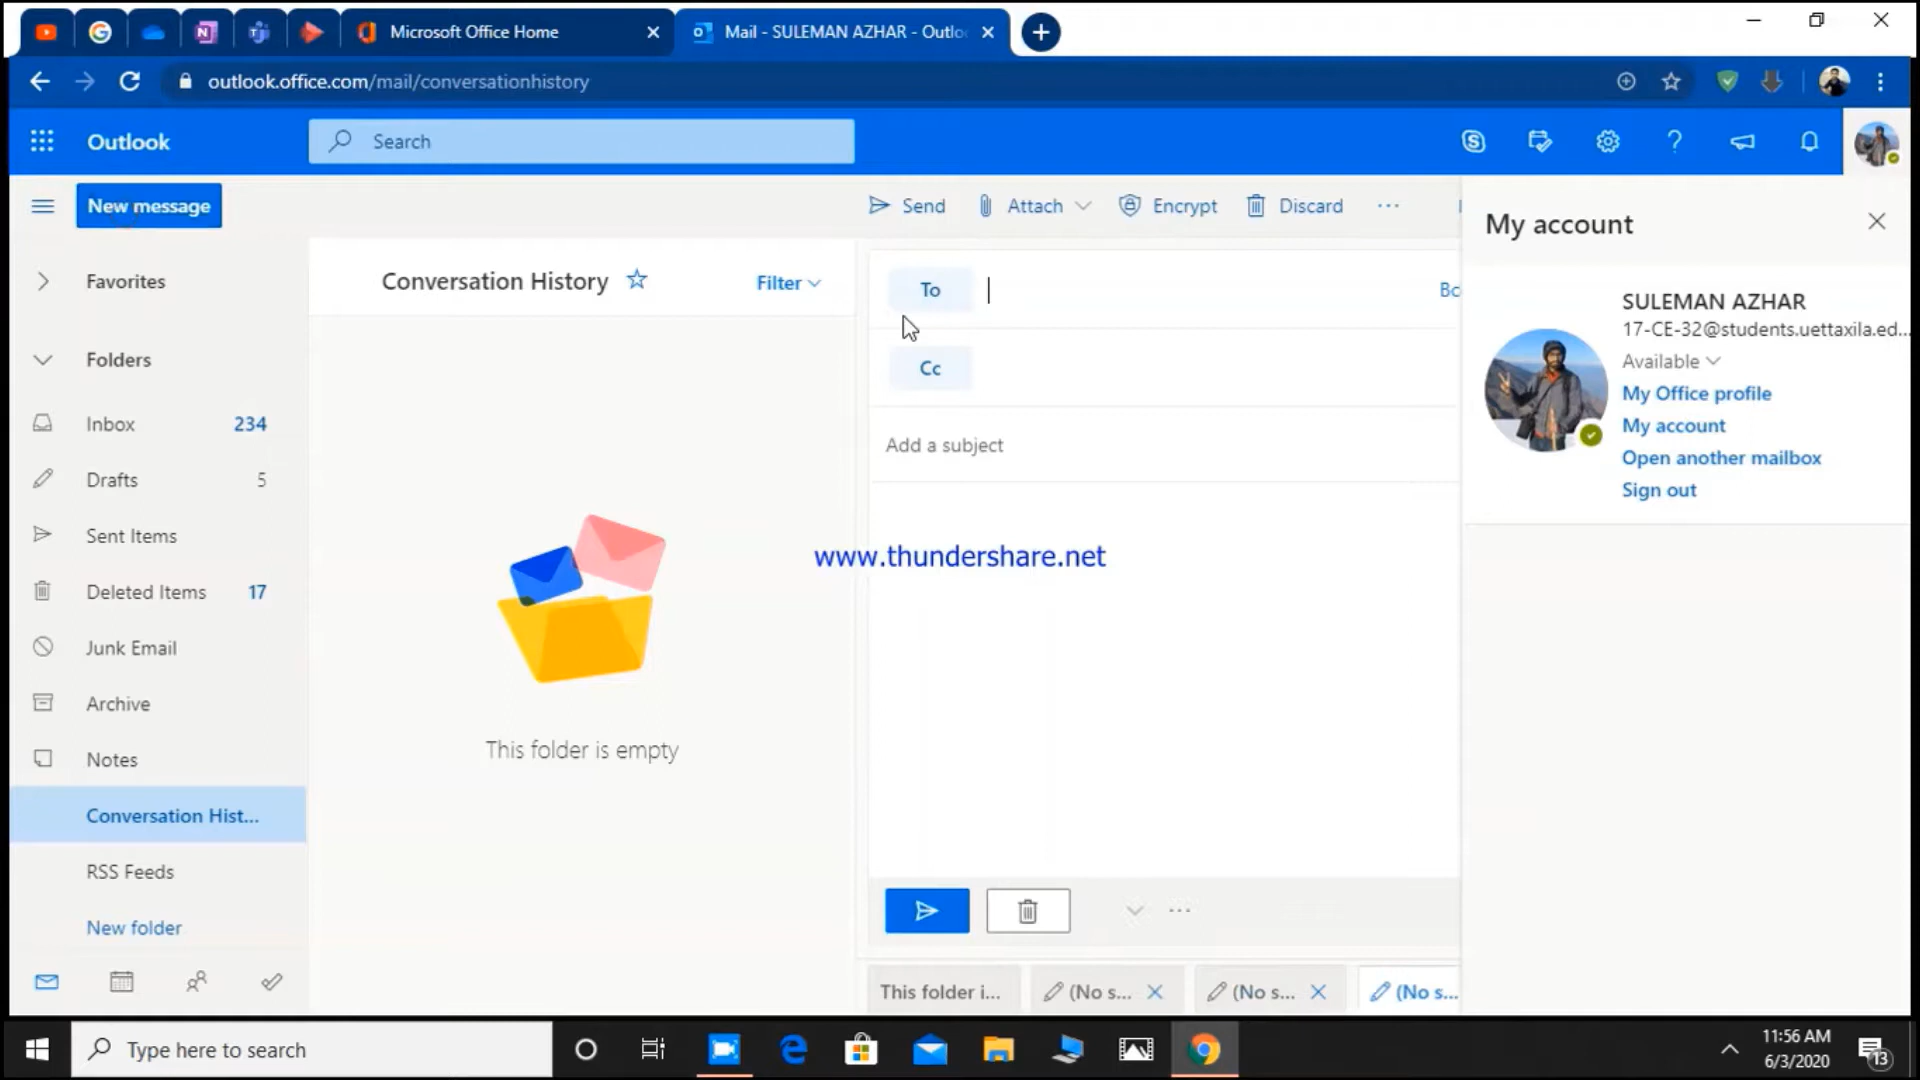 Microsoft Office Home
Mail - SULEMAN AZHAR - Outlo
outlook.office.com/mail/conversationhistory
Outlook
Search
New message
Send
Attach
Encrypt
Discard
My account
Favorites
Conversation History
Filter
To
Bc
SULEMAN AZHAR
17-CE-32@students.uettaxila.ed...
Available
My Office profile
My account
Open another mailbox
Sign out
Folders
Cc
Inbox 234
Add a subject
Drafts 5
Sent Items
www.thundershare.net
Deleted Items 17
Junk Email
Archive
This folder is empty
Notes
Conversation Hist...
RSS Feeds
New folder
This folder i...
(No s...
(No s...
(No s...
Type here to search
11:56 AM
6/3/2020
13